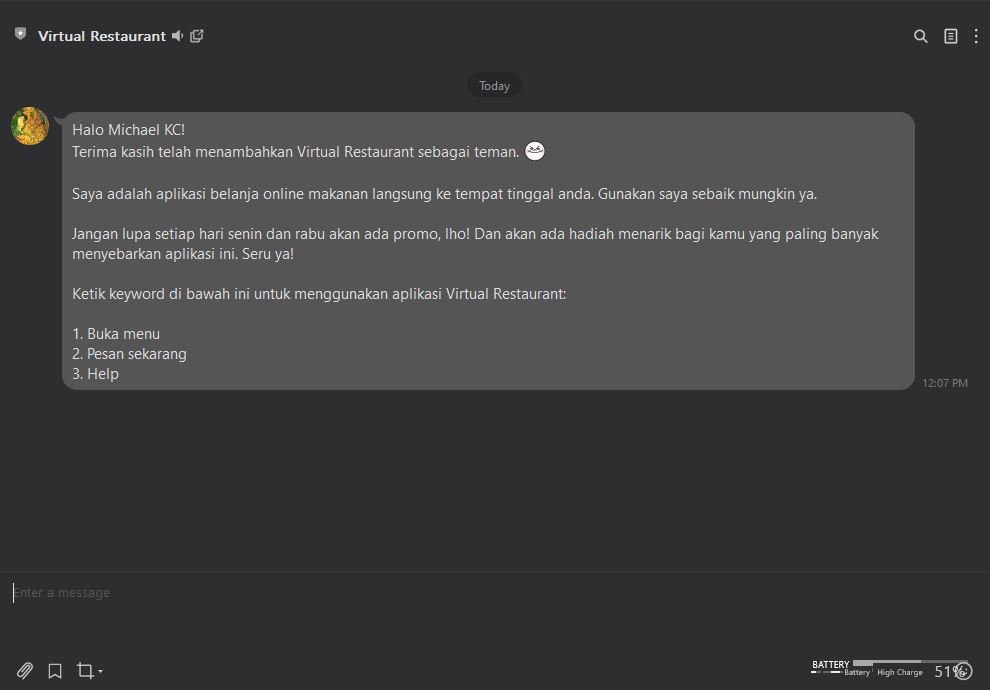 Virtual Restaurant
Today
Halo Michael KC!
Terima kasih telah menambahkan Virtual Restaurant sebagai teman.
Saya adalah aplikasi belanja online makanan langsung ke tempat tinggal anda. Gunakan saya sebaik mungkin ya.
Jangan lupa setiap hari senin dan rabu akan ada promo, lho! Dan akan ada hadiah menarik bagi kamu yang paling banyak
menyebarkan aplikasi ini. Seru ya!
Ketik keyword di bawah ini untuk menggunakan aplikasi Virtual Restaurant:
1. Buka menu
2. Pesan sekarang
3. Help
12:07 PM
Enter a message
BATTERY
Battery High Charge 51%